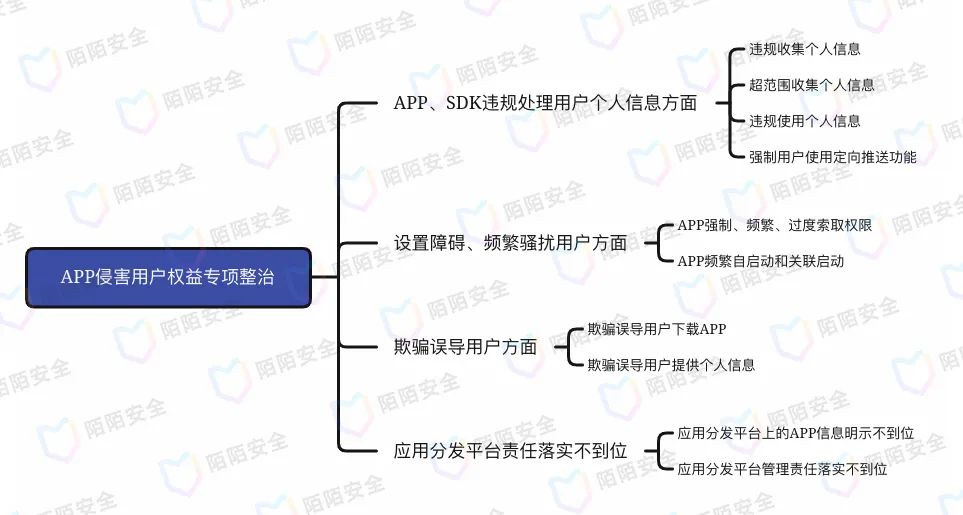 APP侵害用户权益专项整治
APP、SDK违规处理用户个人信息方面
违规收集个人信息
超范围收集个人信息
违规使用个人信息
强制用户使用定向推送功能
设置障碍、频繁骚扰用户方面
APP强制、频繁、过度索取权限
APP频繁自启动和关联启动
欺骗误导用户方面
欺骗误导用户下载APP
欺骗误导用户提供个人信息
应用分发平台责任落实不到位
应用分发平台上的APP信息明示不到位
应用分发平台管理责任落实不到位
陌陌安全